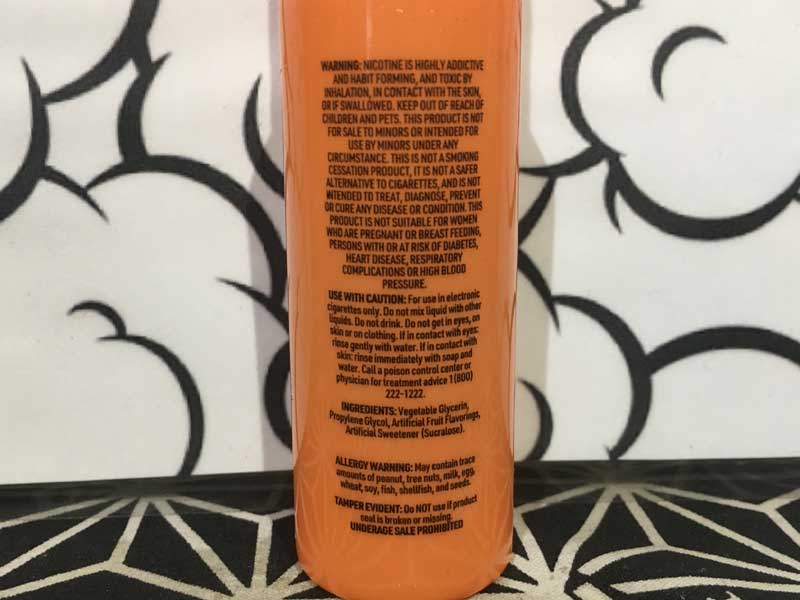 WARNING: NICOTINE IS HIGHLY ADDICTIVE
AND HABIT FORMING, AND TOXIC BY
INHALATION, IN CONTACT WITH THE SKIN,
OR IF SWALLOWED. KEEP OUT OF REACH OF
CHILDREN AND PETS. THIS PRODUCT IS NOT
FOR SALE TO MINORS OR INTENDED FOR
USE BY MINORS UNDER ANY
CIRCUMSTANCE. THIS IS NOT A SMOKING
CESSATION PRODUCT, IT IS NOT A SAFER
ALTERNATIVE TO CIGARETTES, AND IS NOT
INTENDED TO TREAT, DIAGNOSE, PREVENT
OR CURE ANY DISEASE OR CONDITION. THIS
PRODUCT IS NOT SUITABLE FOR WOMEN
WHO ARE PREGNANT OR BREAST FEEDING,
PERSONS WITH OR AT RISK OF DIABETES,
HEART DISEASE, RESPIRATORY
COMPLICATIONS OR HIGH BLOOD
PRESSURE.
USE WITH CAUTION: For use in electronic
cigarettes only. Do not mix liquid with other
liquids. Do not drink. Do not get in eyes, on
skin or on clothing. If in contact with eyes:
rinse gently with water. If in contact with
skin: rinse immediately with soap and
water. Call a poison control center or
physician for treatment advice 1 (800)
222-1222.
INGREDIENTS: Vegetable Glycerin,
Propylene Glycol, Artificial Fruit Flavorings,
Artificial Sweetener (Sucralose).
ALLERGY WARNING: May contain trace
amounts of peanut, tree nuts, milk, egg,
wheat, soy, fish, shellfish, and seeds.
TAMPER EVIDENT: Do NOT use if product
seal is broken or missing.
UNDERAGE SALE PROHIBITED